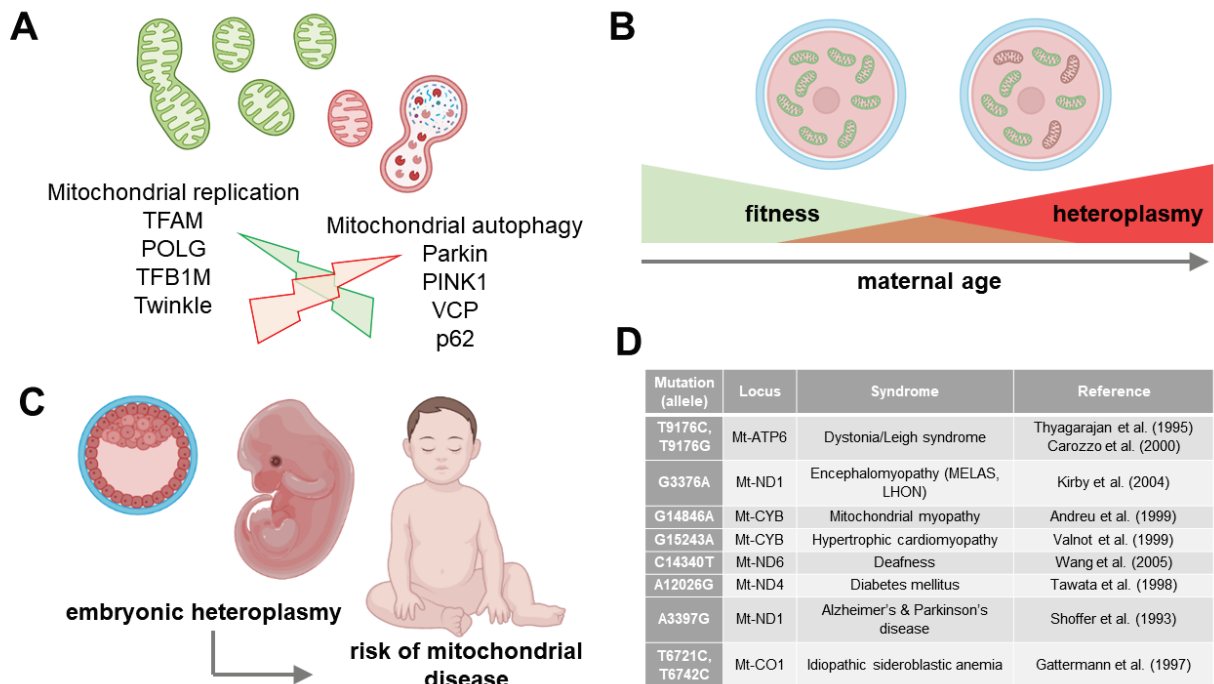 A
Mitochondrial replication
TFAM
POLG
TFB1M
Twinkle
Mitochondrial autophagy
Parkin
PINK1
VCP
p62
B
fitness
heteroplasmy
maternal age
C
embryonic heteroplasmy
risk of mitochondrial
disease
D
Mutation
(allele)
Locus
Syndrome
Reference
T9176C,
T9176G
Mt-ATP6
Dystonia/Leigh syndrome
Thyagarajan et al. (1995)
Carozzo et al. (2000)
G3376A
Mt-ND1
Encephalomyopathy (MELAS,
LHON)
Kirby et al. (2004)
G14846A
Mt-CYB
Mitochondrial myopathy
Andreu et al. (1999)
G15243A
Mt-CYB
Hypertrophic cardiomyopathy
Valnot et al. (1999)
C14340T
Mt-ND6
Deafness
Wang et al. (2005)
A12026G
Mt-ND4
Diabetes mellitus
Tawata et al. (1998)
A3397G
Mt-ND1
Alzheimer's & Parkinson's
disease
Shoffer et al. (1993)
T6721C,
T6742C
Mt-CO1
Idiopathic sideroblastic anemia
Gattermann et al. (1997)